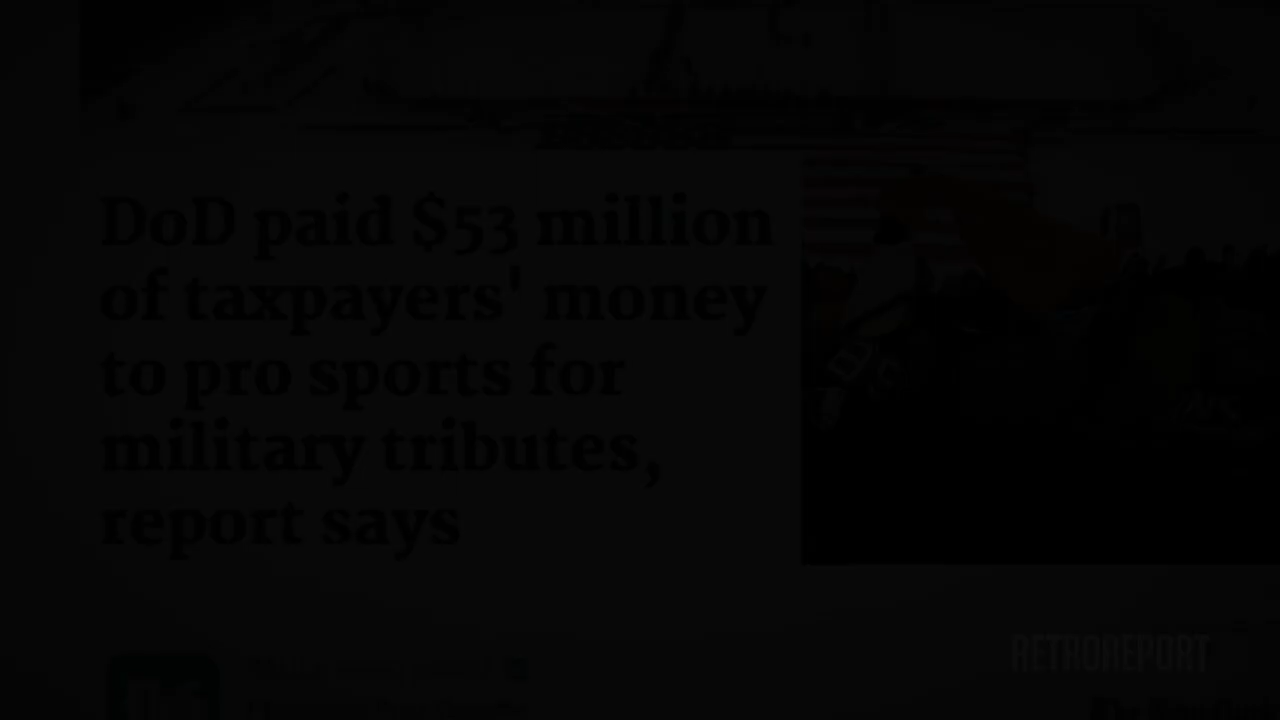 DoD paid $53 million
of taxpayers' money
to pro sports for
military tributes,
report says
RETROREPORT